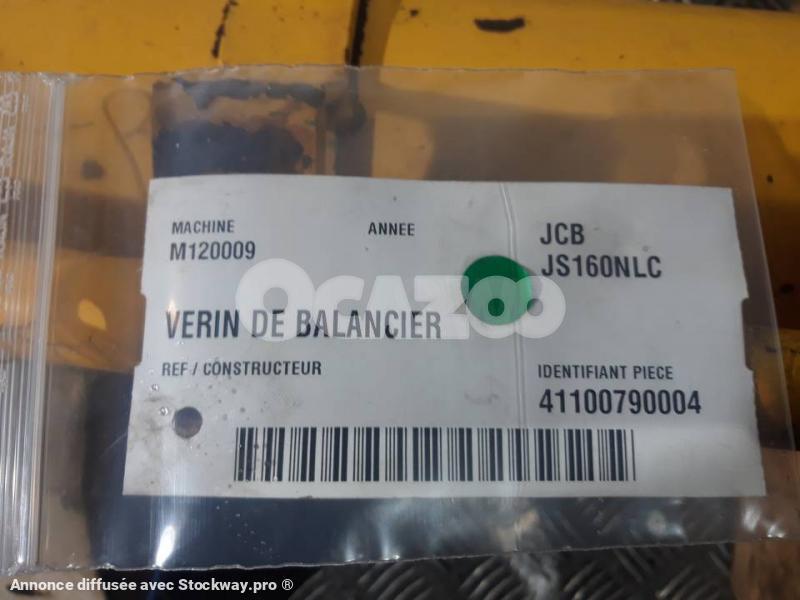 MACHINE
M120009
ANNEE
JCB
JS160NLC
OCAZOO
VERIN DE BALANCIER
REF / CONSTRUCTEUR
IDENTIFIANT PIECE
41100790004
Annonce diffusée avec Stockway.pro ®